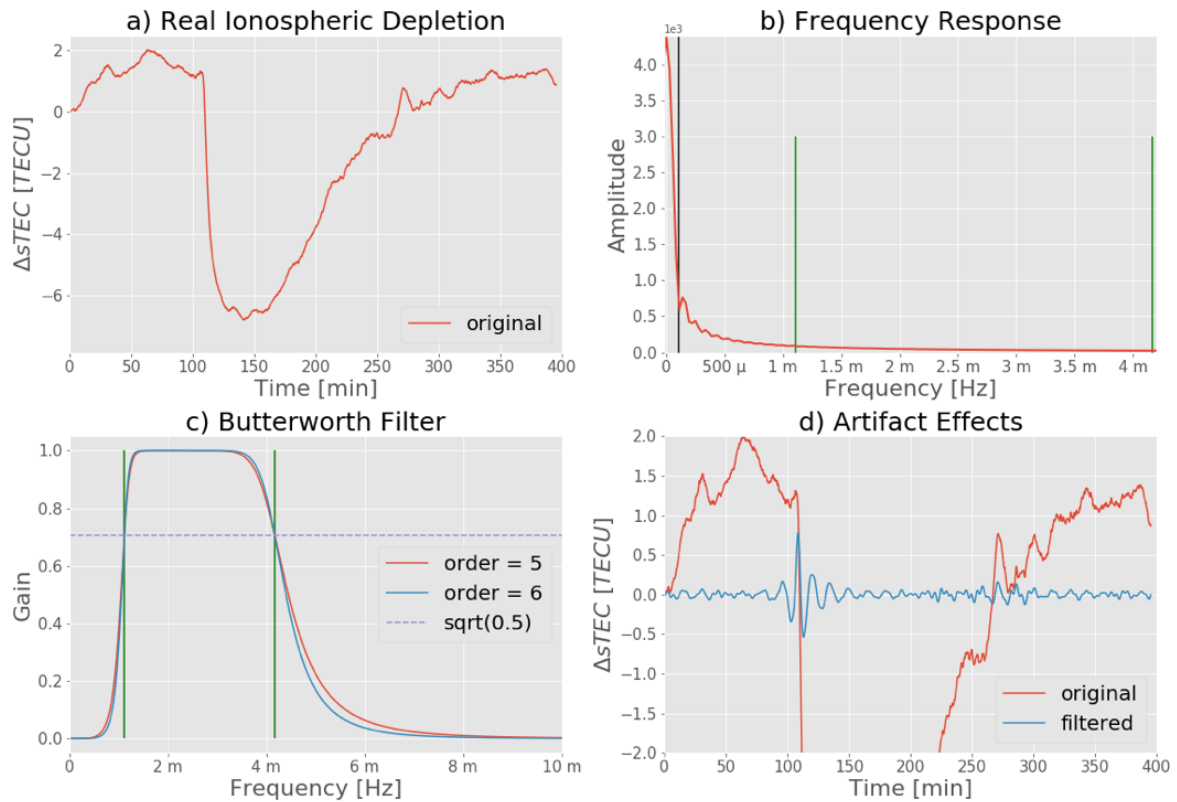 a) Real Ionospheric Depletion
2
0
−2
−4
−6
ΔsTEC [TECU]
original
0 50 100 150 200 250 300 350 400
Time [min]
b) Frequency Response
1e3
4.0
3.5
3.0
2.5
2.0
1.5
1.0
0.5
0.0
Amplitude
0 500 μ 1 m 1.5 m 2 m 2.5 m 3 m 3.5 m 4 m
Frequency [Hz]
c) Butterworth Filter
1.0
0.8
0.6
0.4
0.2
0.0
Gain
order = 5
order = 6
sqrt(0.5)
0 2 m 4 m 6 m 8 m 10 m
Frequency [Hz]
d) Artifact Effects
2.0
1.5
1.0
0.5
0.0
−0.5
−1.0
−1.5
−2.0
ΔsTEC [TECU]
original
filtered
0 50 100 150 200 250 300 350 400
Time [min]